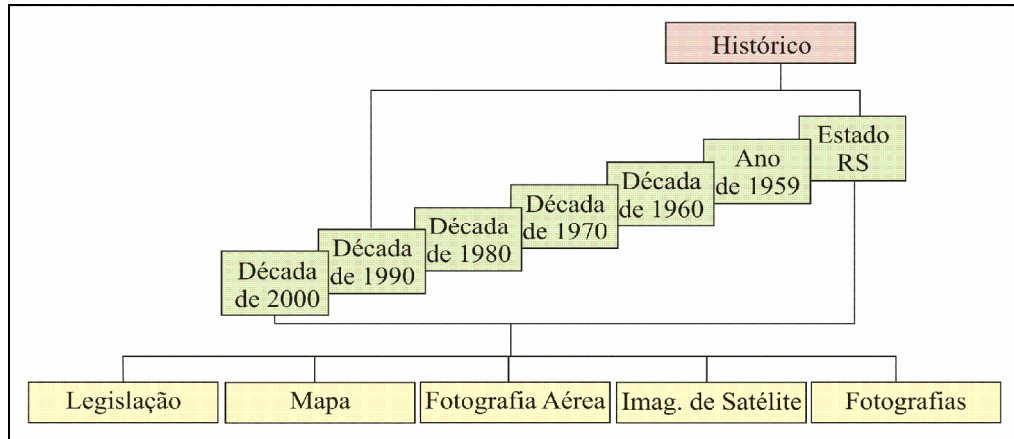 Histórico
Estado
RS
Ano
de 1959
Década
de 1960
Década
de 1970
Década
de 1980
Década
de 1990
Década
de 2000
Legislação
Mapa
Fotografia Aérea
Imag. de Satélite
Fotografias